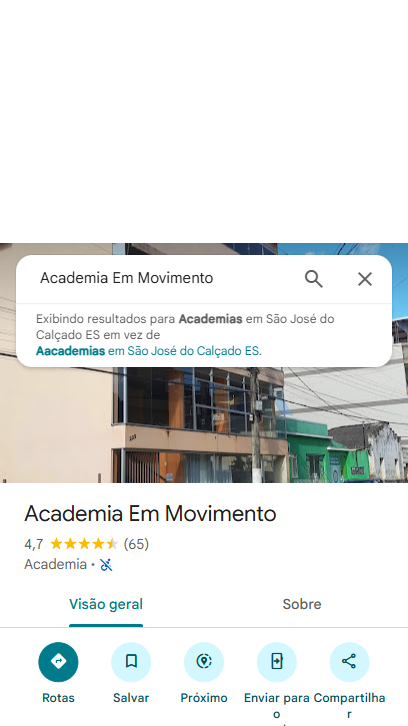 Academia Em Movimento
Exibindo resultados para Academias em São José do
Calçado ES em vez de
Aacademias em São José do Calçado ES.
Academia Em Movimento
4,7 (65)
Academia ·
Visão geral
Sobre
Rotas
Salvar
Próximo
Enviar para o
Compartilhar